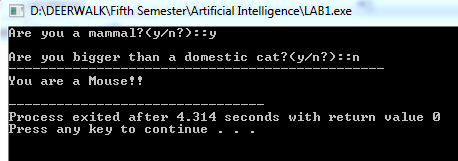 D:\DEERWALK\Fifth Semester\Artificial Intelligence\LAB1.exe
Are you a mammal?(y/n?)::y
Are you bigger than a domestic cat?(y/n?)::n
------------------------------------------------
You are a Mouse!!
--------------------------------
Process exited after 4.314 seconds with return value 0
Press any key to continue . . .